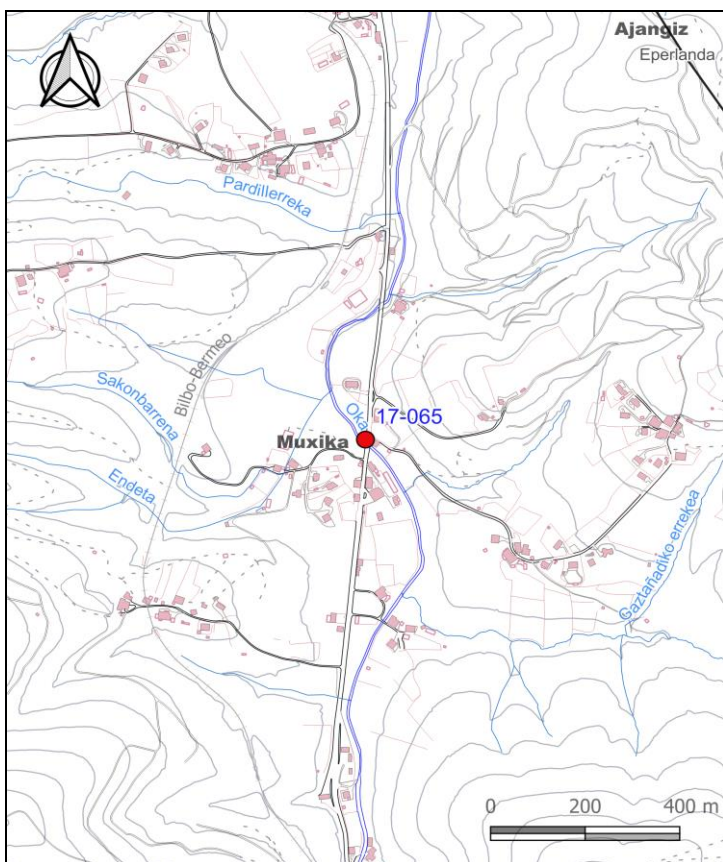 Ajangiz
Eperlanda
Pardillerreka
Bilbo-Bermeo
Sakonbarrena
Oka
17-065
Muxika
Endeta
Gaztañadiko errekea
0 200 400 m